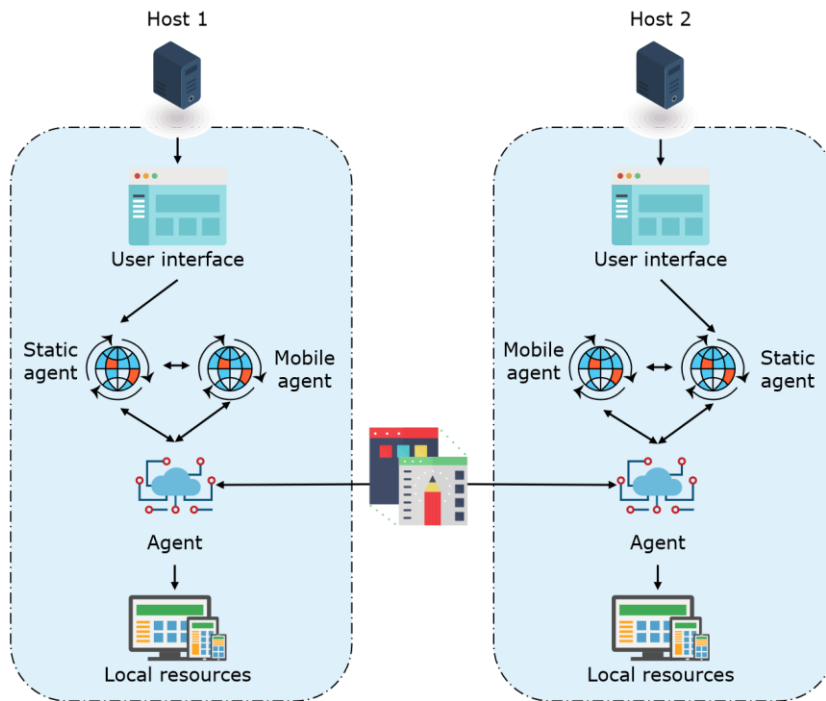 Host 1
Host 2
User interface
User interface
Static
agent
Mobile
agent
Mobile
agent
Static
agent
Agent
Agent
Local resources
Local resources